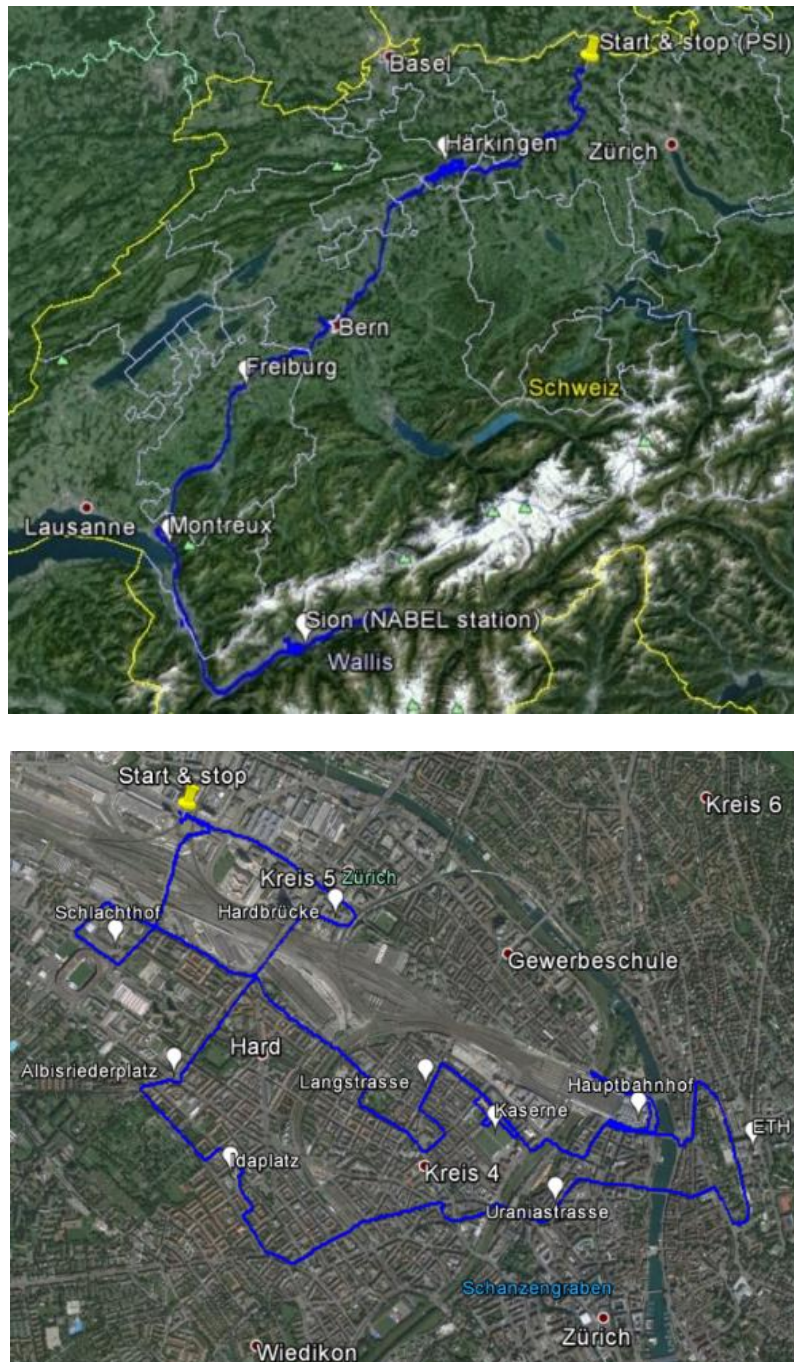 Start & stop (PSI)
Basel
Härkingen
Zürich
Bern
Freiburg
Schweiz
Lausanne
Montreux
Sion (NABEL station)
Wallis
Start & stop
Kreis 6
Kreis 5
Zürich
Schlachthof
Hardbrücke
Gewerbeschule
Hard
Albisriederplatz
Langstrasse
Hauptbahnhof
Kaserne
ETH
Idaplatz
Kreis 4
Uraniastrasse
Schanzengraben
Zürich
Wiedikon